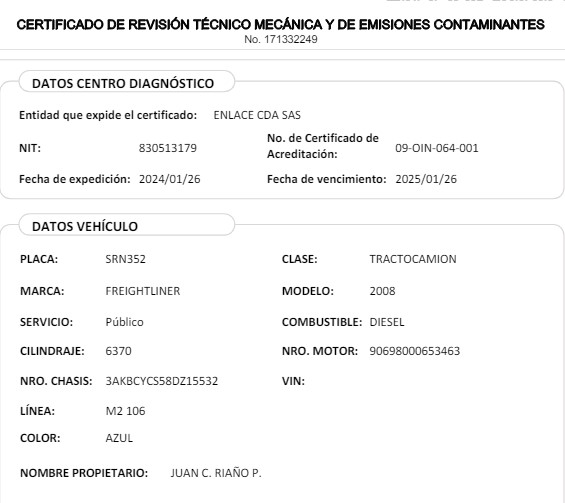 CERTIFICADO DE REVISIÓN TÉCNICO MECÁNICA Y DE EMISIONES CONTAMINANTES
No. 171332249
DATOS CENTRO DIAGNÓSTICO
Entidad que expide el certificado: ENLACE CDA SAS
NIT: 830513179 No. de Certificado de Acreditación: 09-OIN-064-001
Fecha de expedición: 2024/01/26 Fecha de vencimiento: 2025/01/26
DATOS VEHÍCULO
PLACA: SRN352 CLASE: TRACTOCAMION
MARCA: FREIGHTLINER MODELO: 2008
SERVICIO: Público COMBUSTIBLE: DIESEL
CILINDRAJE: 6370 NRO. MOTOR: 90698000653463
NRO. CHASIS: 3AKBCYCS58DZ15532 VIN:
LÍNEA: M2 106
COLOR: AZUL
NOMBRE PROPIETARIO: JUAN C. RIAÑO P.